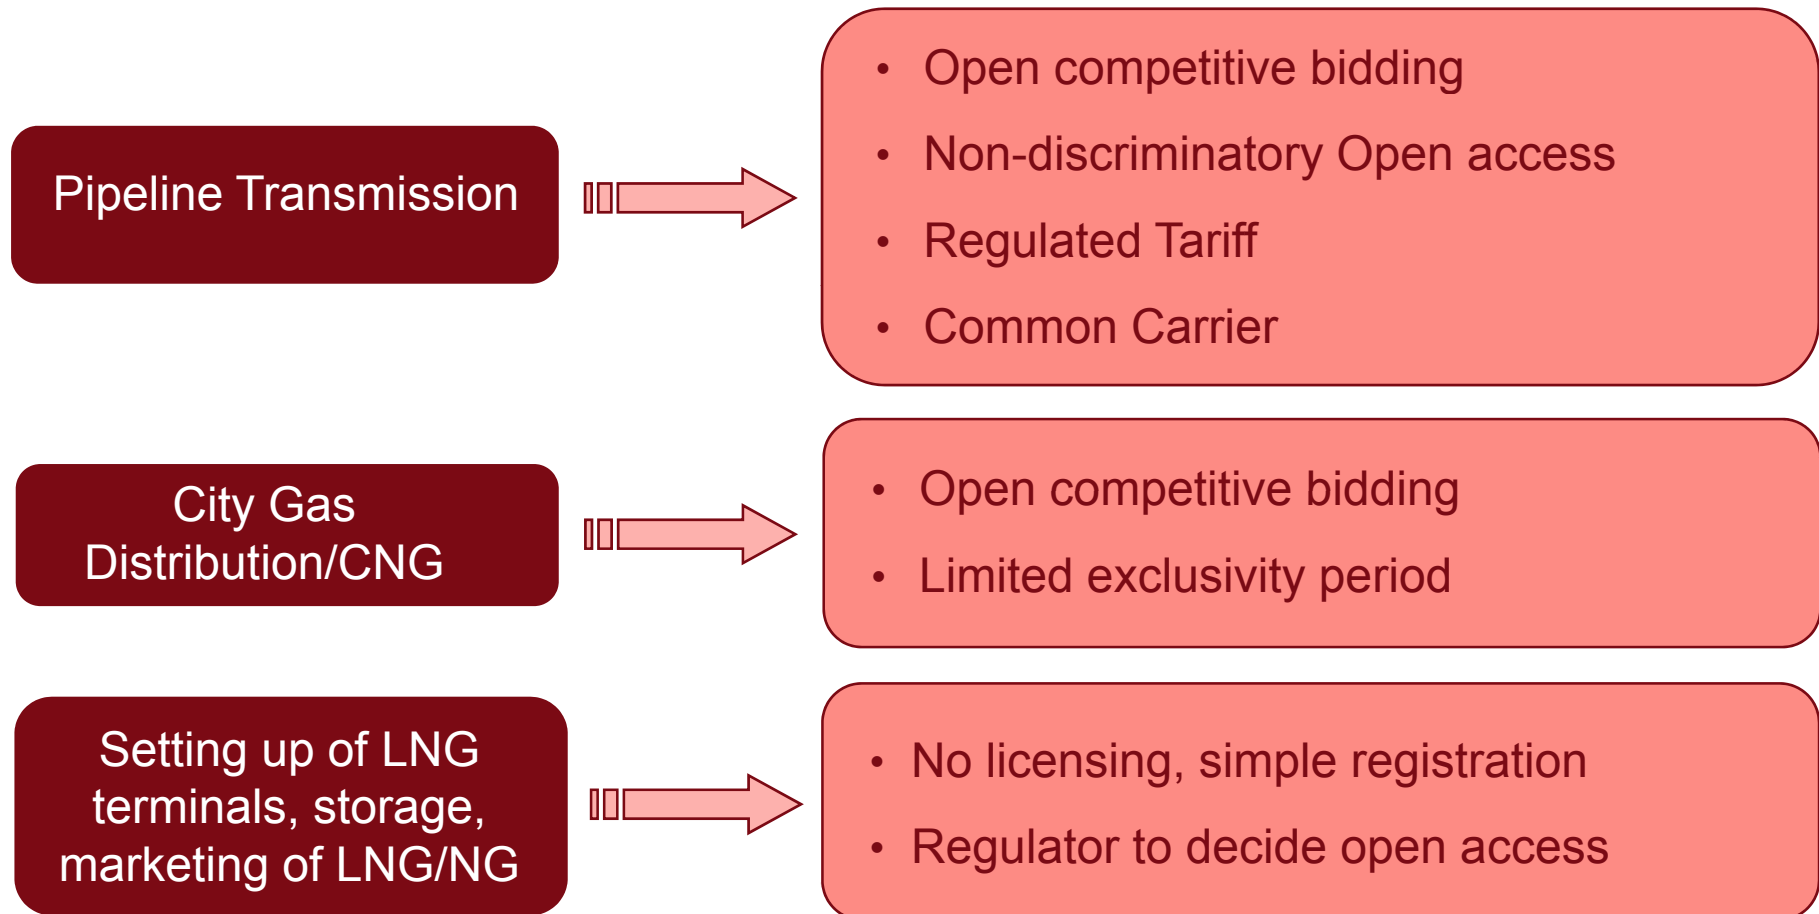 Pipeline Transmission
• Open competitive bidding
• Non-discriminatory Open access
• Regulated Tariff
• Common Carrier
City Gas
Distribution/CNG
• Open competitive bidding
• Limited exclusivity period
Setting up of LNG
terminals, storage,
marketing of LNG/NG
• No licensing, simple registration
• Regulator to decide open access